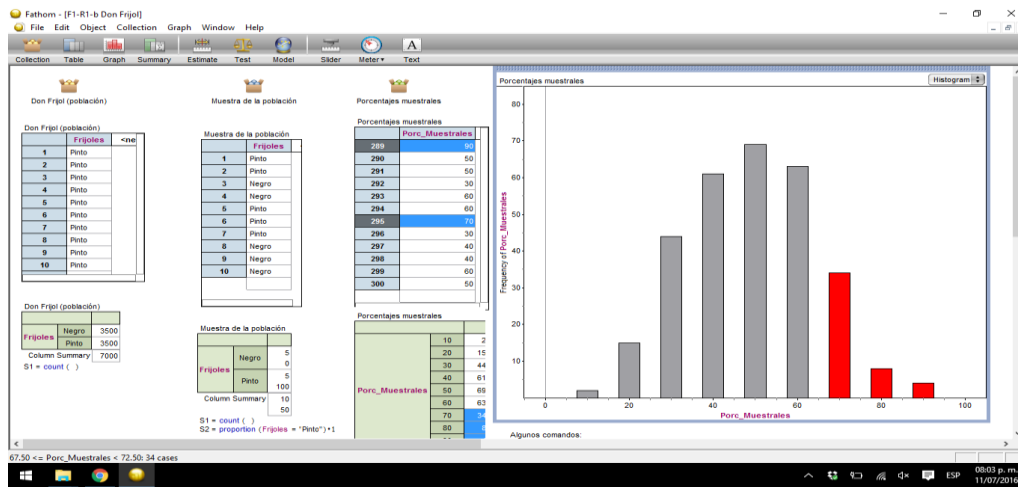 Fathom - [F1-R1-b Don Frijol]
File Edit Object Collection Graph Window Help
Collection Table Graph Summary Estimate Test Model Slider Meter Text
Don Frijol (población)
Don Frijol (población)
Frijoles <ne
1 Pinto
2 Pinto
3 Pinto
4 Pinto
5 Pinto
6 Pinto
7 Pinto
8 Pinto
9 Pinto
10 Pinto
Don Frijol (población)
Frijoles
Negro 3500
Pinto 3500
Column Summary 7000
S1 = count ( )
Muestra de la población
Muestra de la población
Frijoles
1 Pinto
2 Pinto
3 Negro
4 Negro
5 Pinto
6 Pinto
7 Pinto
8 Negro
9 Negro
10 Negro
Muestra de la población
Frijoles
Negro 5
0
Pinto 5
100
Column Summary 10
50
S1 = count ( )
S2 = proportion (Frijoles = "Pinto")•1
Porcentajes muestrales
Porcentajes muestrales
Porc_Muestrales
289 90
290 50
291 50
292 30
293 60
294 60
295 70
296 30
297 40
298 40
299 60
300 50
Porcentajes muestrales
Porc_Muestrales
10 2
20 15
30 44
40 61
50 69
60 63
70 34
80 8
Porcentajes muestrales
Histogram
Frequency of Porc_Muestrales
80
70
60
50
40
30
20
10
0 20 40 60 80 100
Porc_Muestrales
Algunos comandos:
67.50 <= Porc_Muestrales < 72.50: 34 cases
ESP
08:03 p. m.
11/07/2016